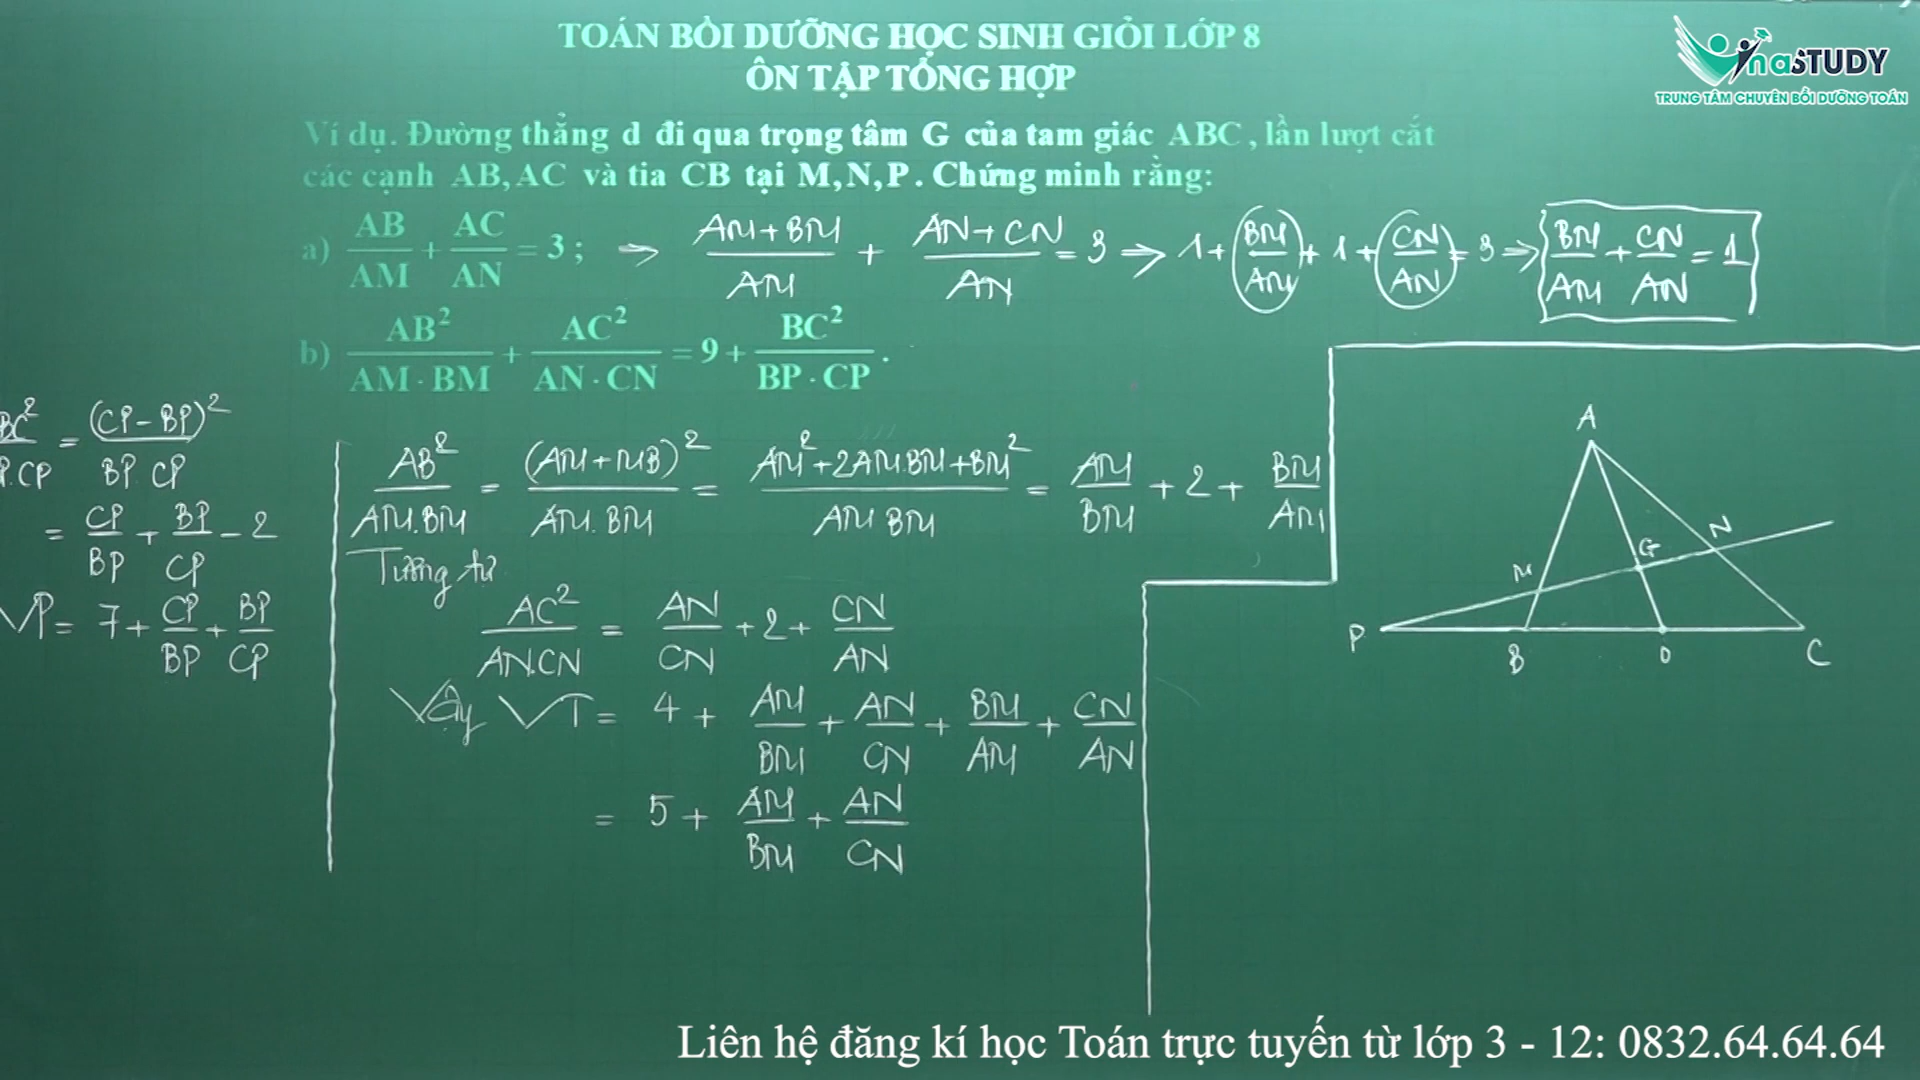 TOÁN BỒI DƯỠNG HỌC SINH GIỎI LỚP 8
ÔN TẬP TỔNG HỢP
inaSTUDY
TRUNG TÂM CHUYÊN BỒI DƯỠNG TOÁN
Ví dụ. Đường thẳng d đi qua trọng tâm G của tam giác ABC, lần lượt cắt
các cạnh AB, AC và tia CB tại M, N, P. Chứng minh rằng:
a) AB/AM + AC/AN = 3; => (AM + BM)/AM + (AN + CN)/AN = 3 => 1 + BM/AM + 1 + CN/AN = 3 => BM/AM + CN/AN = 1
b) AB²/(AM · BM) + AC²/(AN · CN) = 9 + BC²/(BP · CP).
BC²/(P.CP) = (CP - BP)²/(BP CP)
= CP/BP + BP/CP - 2
VP = 7 + CP/BP + BP/CP
AB²/(AM.BM) = (AM + MB)²/(AM.BM) = (AM² + 2AM.BM + BM²)/(AM BM) = AM/BM + 2 + BM/AM
Tương tự
AC²/(AN.CN) = AN/CN + 2 + CN/AN
Vậy VT = 4 + AM/BM + AN/CN + BM/AM + CN/AN
= 5 + AM/BM + AN/CN
A
N
G
M
P
B
D
C
Liên hệ đăng kí học Toán trực tuyến từ lớp 3 - 12: 0832.64.64.64